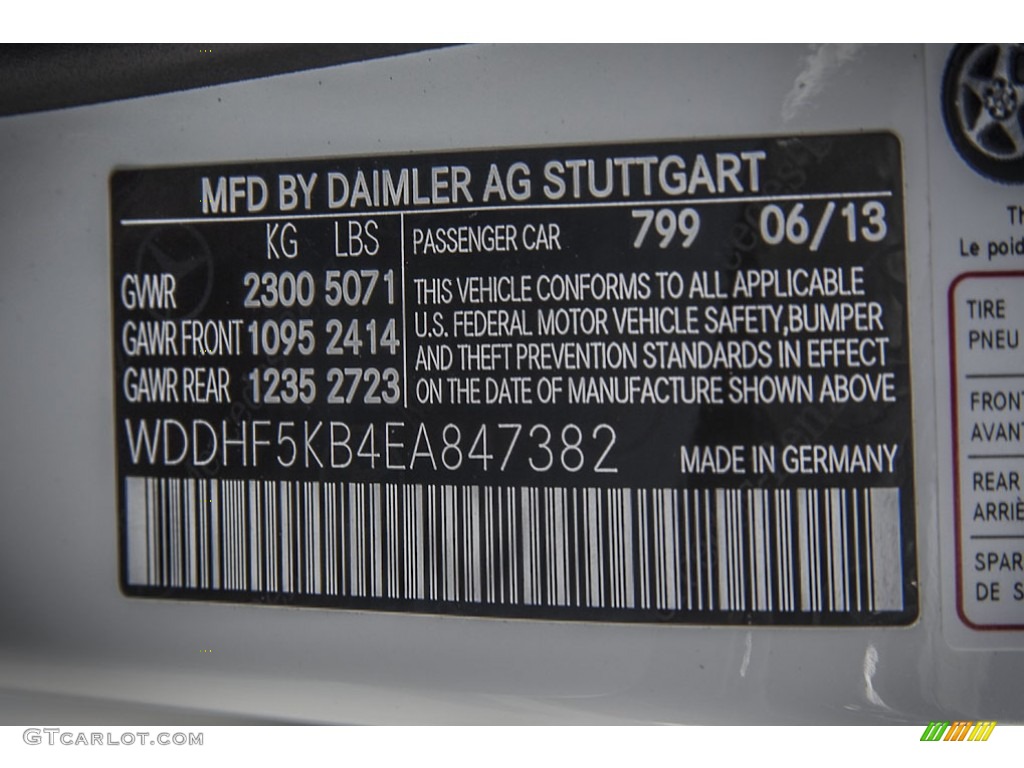 MFD BY DAIMLER AG STUTTGART
KG LBS
GVWR 2300 5071
GAWR FRONT 1095 2414
GAWR REAR 1235 2723
PASSENGER CAR 799 06/13
THIS VEHICLE CONFORMS TO ALL APPLICABLE
U.S. FEDERAL MOTOR VEHICLE SAFETY,BUMPER
AND THEFT PREVENTION STANDARDS IN EFFECT
ON THE DATE OF MANUFACTURE SHOWN ABOVE
WDDHF5KB4EA847382
MADE IN GERMANY
Th
Le poid
TIRE
PNEU
FRONT
AVANT
REAR
ARRIÈ
SPAR
DE S
GTCARLOT.COM